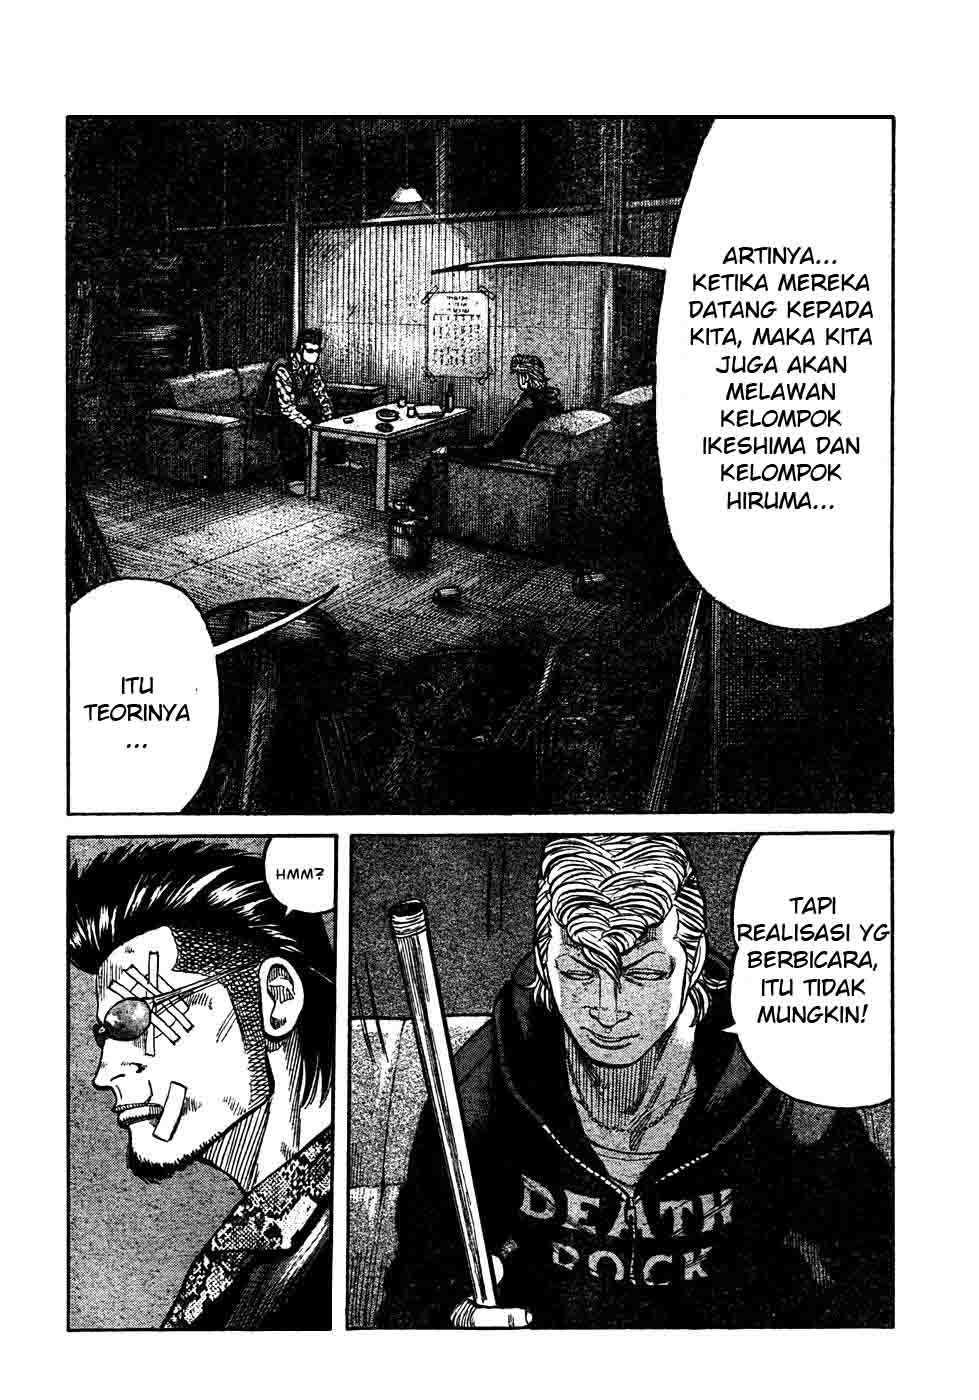 ARTINYA...
KETIKA MEREKA
DATANG KEPADA
KITA, MAKA KITA
JUGA AKAN
MELAWAN
KELOMPOK
IKESHIMA DAN
KELOMPOK
HIRUMA...
ITU
TEORINYA
...
HMM?
TAPI
REALISASI YG
BERBICARA,
ITU TIDAK
MUNGKIN!
DEATH
ROCK